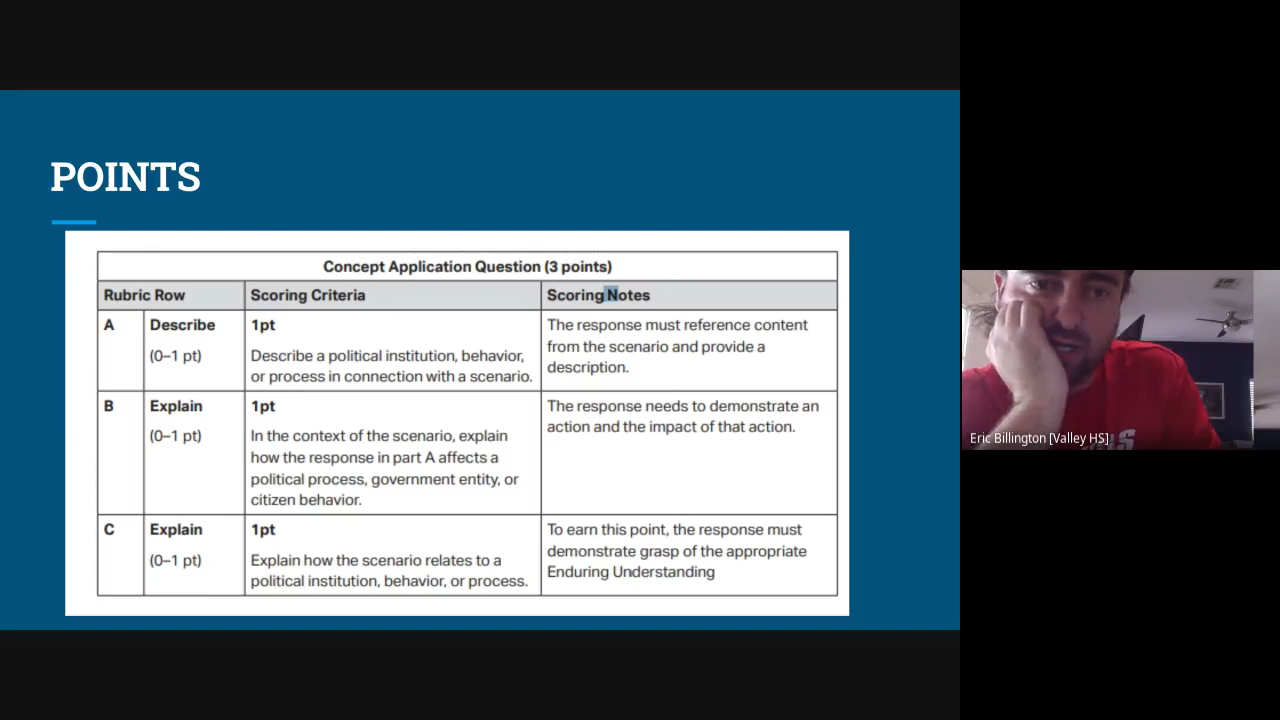 POINTS
Concept Application Question (3 points)
Rubric Row
Scoring Criteria
Scoring Notes
A
Describe
(0–1 pt)
1pt
Describe a political institution, behavior,
or process in connection with a scenario.
The response must reference content
from the scenario and provide a
description.
B
Explain
(0–1 pt)
1pt
In the context of the scenario, explain
how the response in part A affects a
political process, government entity, or
citizen behavior.
The response needs to demonstrate an
action and the impact of that action.
C
Explain
(0–1 pt)
1pt
Explain how the scenario relates to a
political institution, behavior, or process.
To earn this point, the response must
demonstrate grasp of the appropriate
Enduring Understanding
Eric Billington [Valley HS]